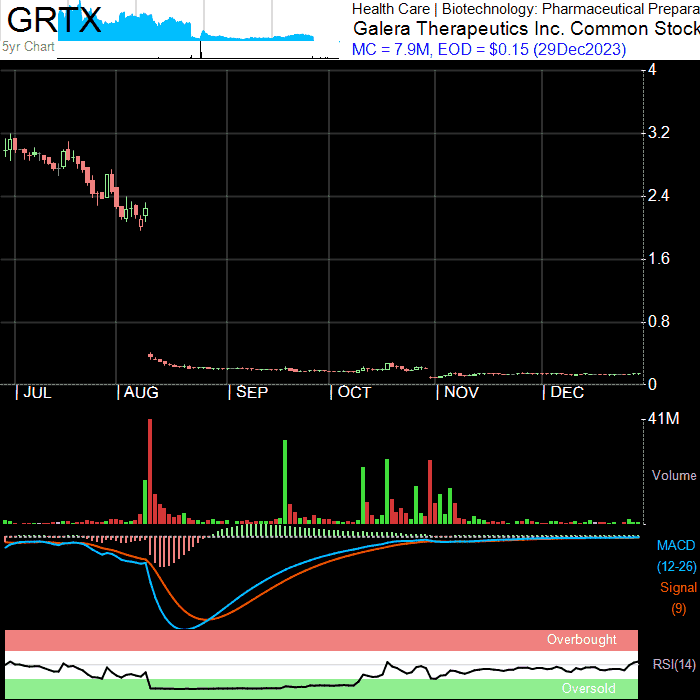 GRTX
5yr Chart
Health Care | Biotechnology: Pharmaceutical Prepara
Galera Therapeutics Inc. Common Stock
MC = 7.9M, EOD = $0.15 (29Dec2023)
4
3.2
2.4
1.6
0.8
0
| JUL | AUG | SEP | OCT | NOV | DEC
41M
Volume
MACD
(12-26)
Signal
(9)
Overbought
RSI(14)
Oversold